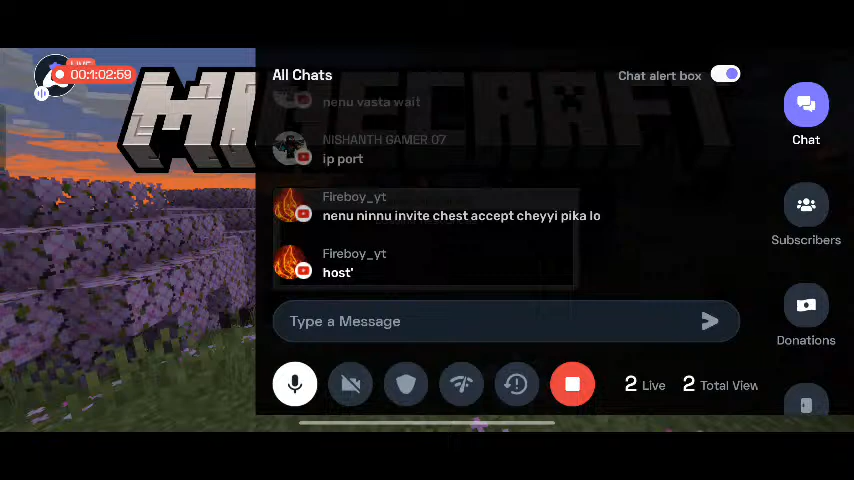 LIVE
00:1:02:59
MINECRAFT
All Chats
Chat alert box
nenu vasta wait
NISHANTH GAMER 07
ip port
Fireboy_yt
nenu ninnu invite chest accept cheyyi pika lo
Fireboy_yt
host'
Type a Message
2 Live
2 Total View
Chat
Subscribers
Donations